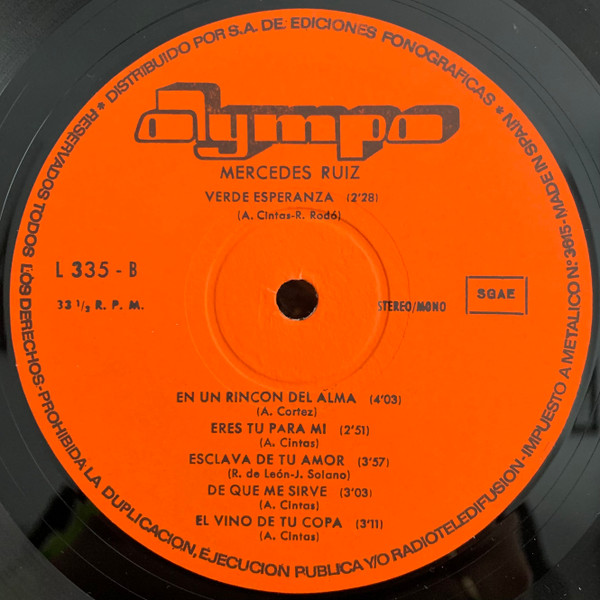 * DISTRIBUIDO POR S.A. DE EDICIONES FONOGRAFICAS *
MADE IN SPAIN
olympo
MERCEDES RUIZ
VERDE ESPERANZA (2'28)
(A. Cintas-R. Rodó)
L 335 - B
33 1/3 R. P. M.
STEREO/MONO
SGAE
EN UN RINCON DEL ALMA (4'03)
(A. Cortez)
ERES TU PARA MI (2'51)
(A. Cintas)
ESCLAVA DE TU AMOR (3'57)
(R. de León-J. Solano)
DE QUE ME SIRVE (3'03)
(A. Cintas)
EL VINO DE TU COPA (3'11)
(A. Cintas)
RESERVADOS TODOS LOS DERECHOS-PROHIBIDA LA DUPLICACION, EJECUCION PUBLICA Y/O RADIOTELEDIFUSION-IMPUESTO A METALICO N.º 3615-